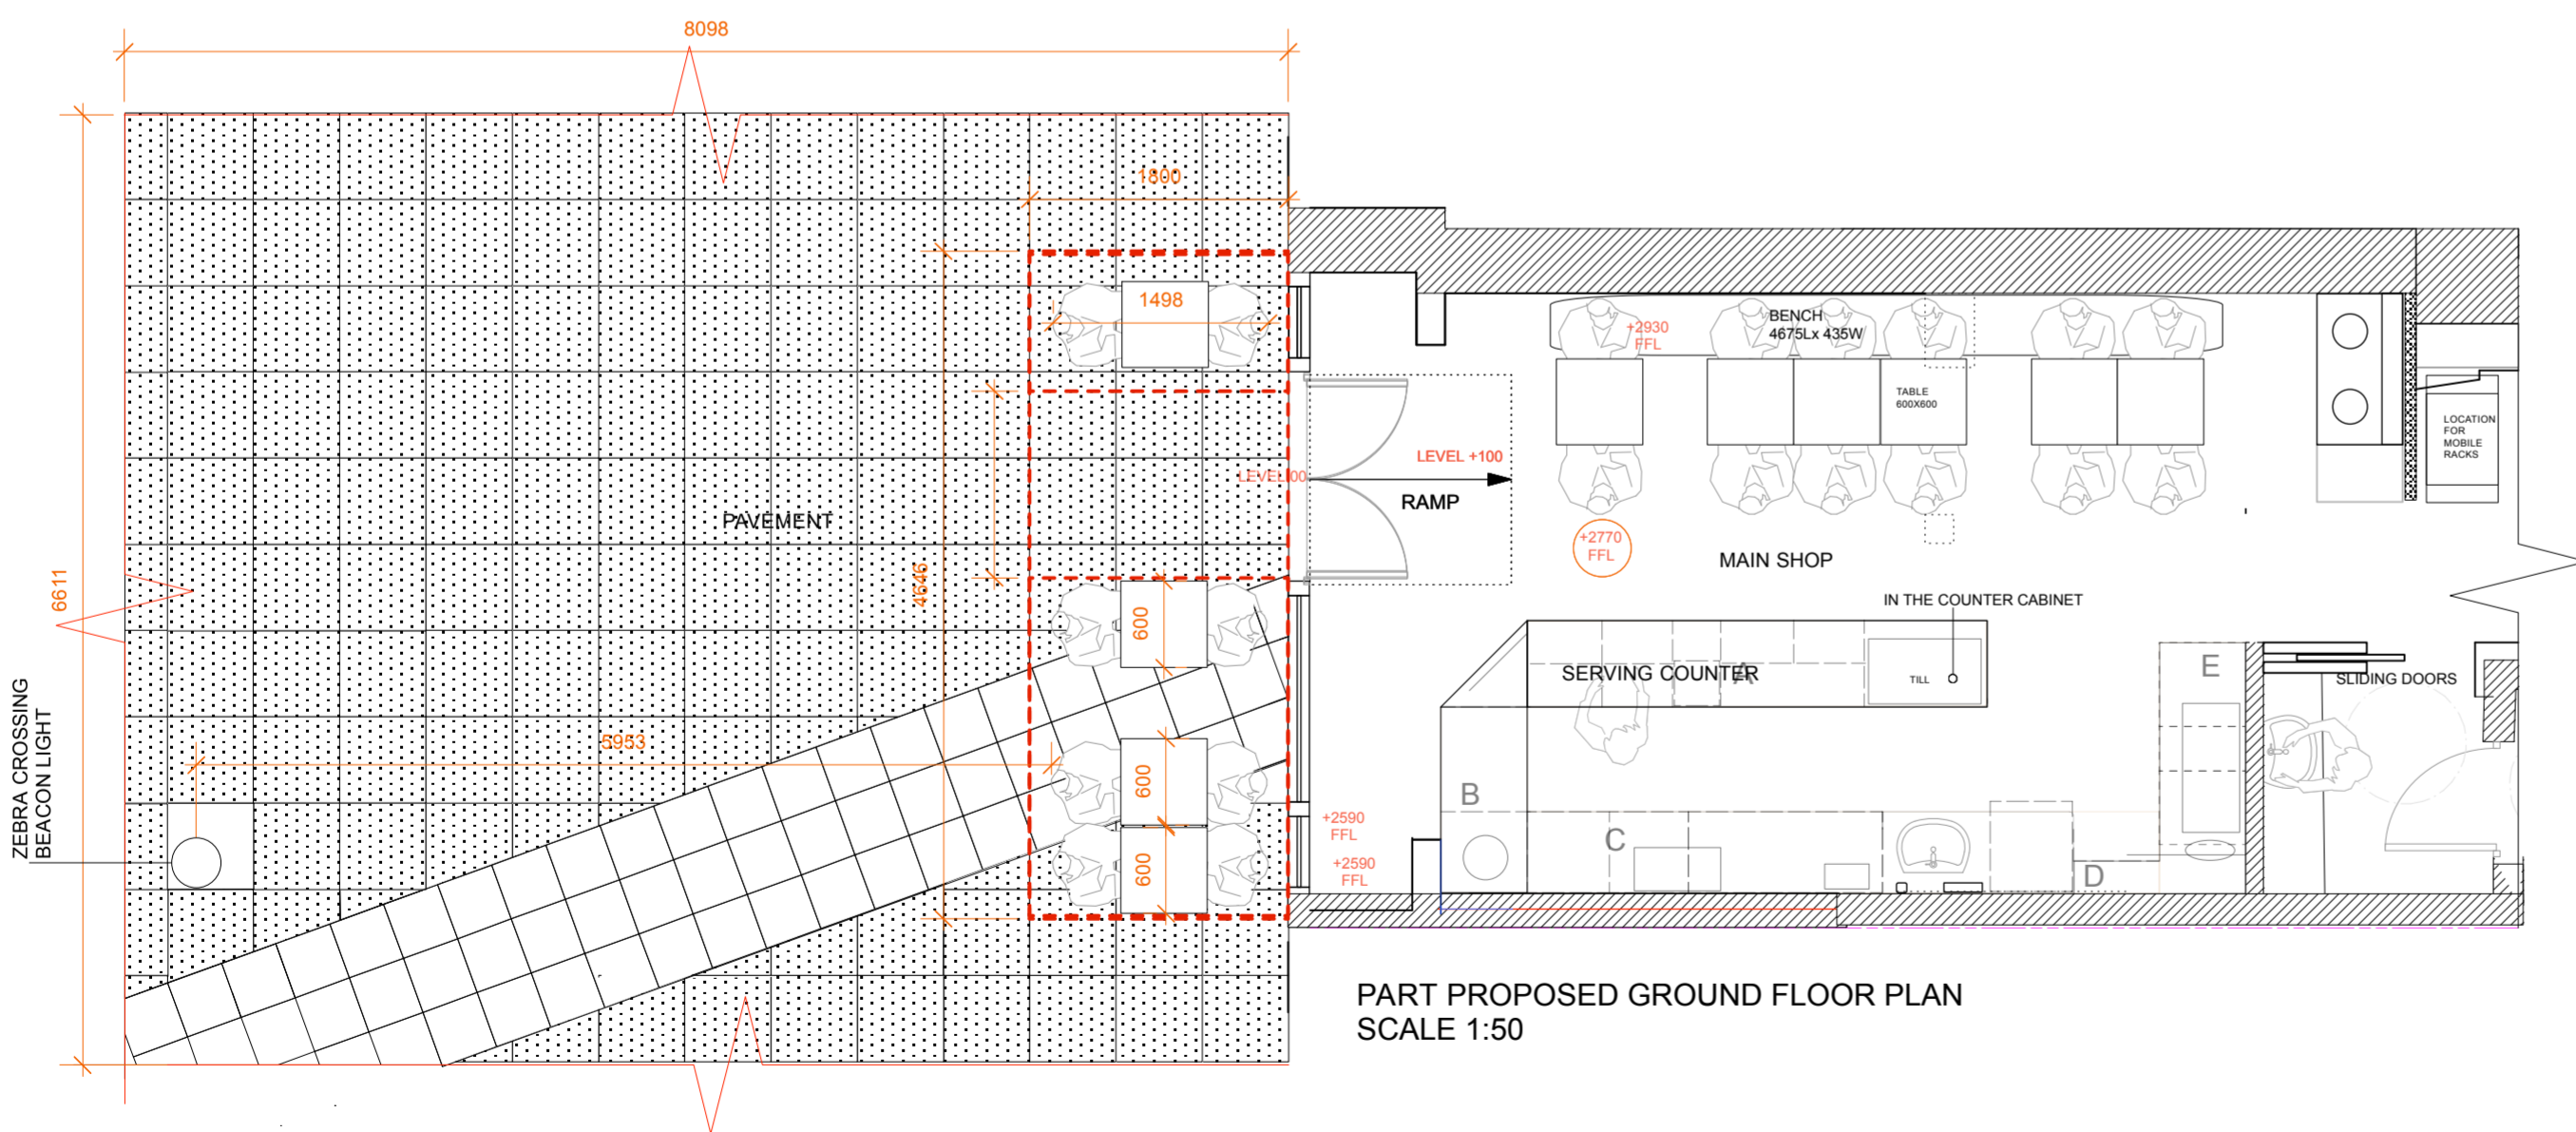 8098
1800
1498
BENCH
4675Lx 435W
+2930
FFL
TABLE
600X600
LOCATION
FOR
MOBILE
RACKS
LEVEL +100
LEVEL 00
RAMP
PAVEMENT
+2770
FFL
MAIN SHOP
6611
4646
600
IN THE COUNTER CABINET
SERVING COUNTER
A
TILL
E
SLIDING DOORS
ZEBRA CROSSING
BEACON LIGHT
5953
600
B
+2590
FFL
C
600
+2590
FFL
D
PART PROPOSED GROUND FLOOR PLAN
SCALE 1:50